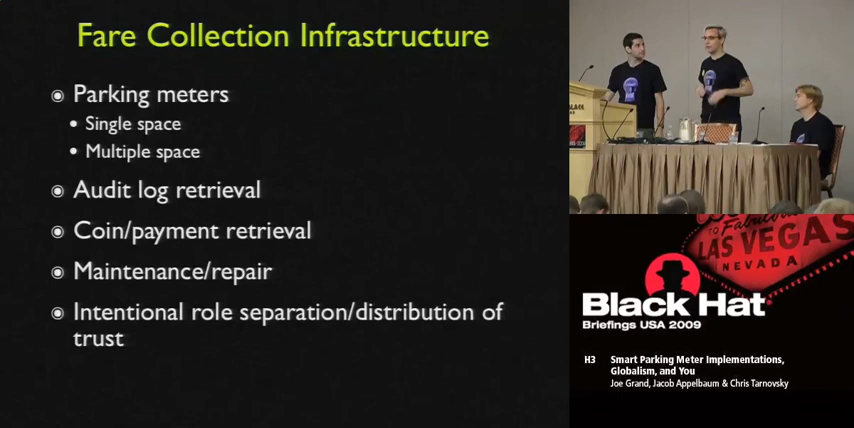 Fare Collection Infrastructure
Parking meters
Single space
Multiple space
Audit log retrieval
Coin/payment retrieval
Maintenance/repair
Intentional role separation/distribution of
trust
TO Fabulous
LAS VEGAS
NEVADA
Black Hat
Briefings USA 2009
H3 Smart Parking Meter Implementations,
Globalism, and You
Joe Grand, Jacob Appelbaum & Chris Tarnovsky